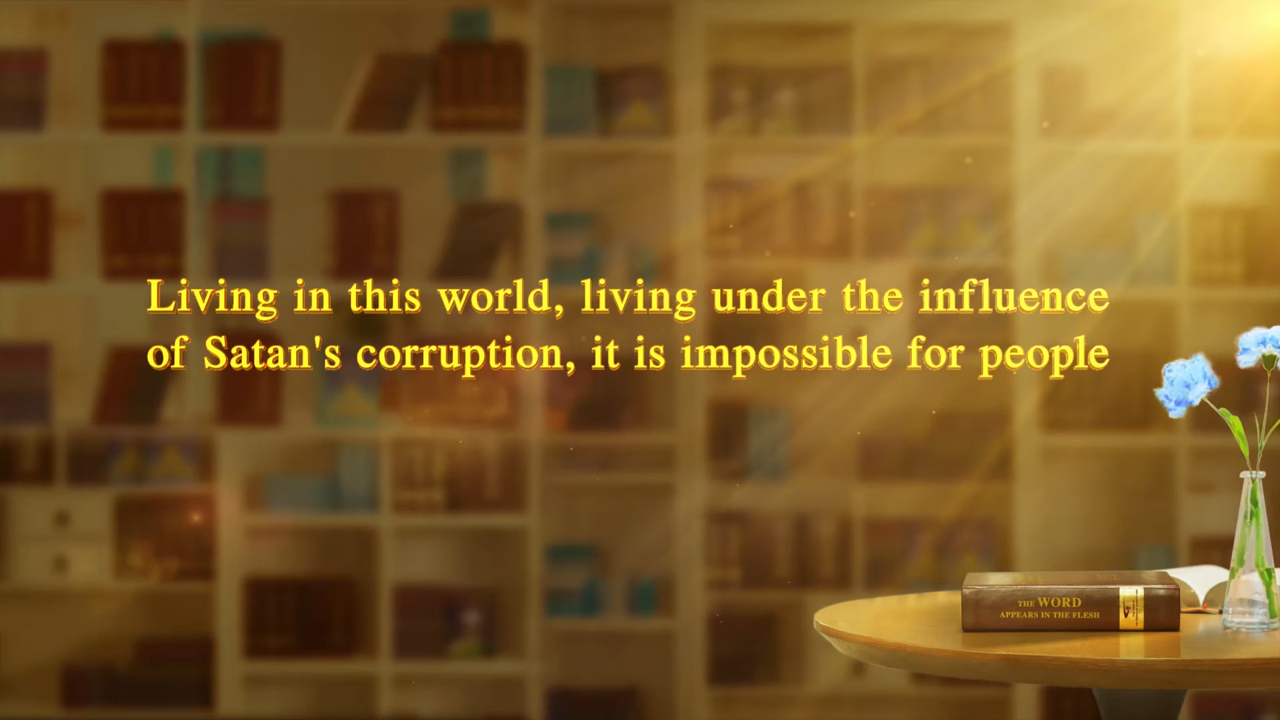 Living in this world, living under the influence
of Satan's corruption, it is impossible for people
THE WORD
APPEARS IN THE FLESH